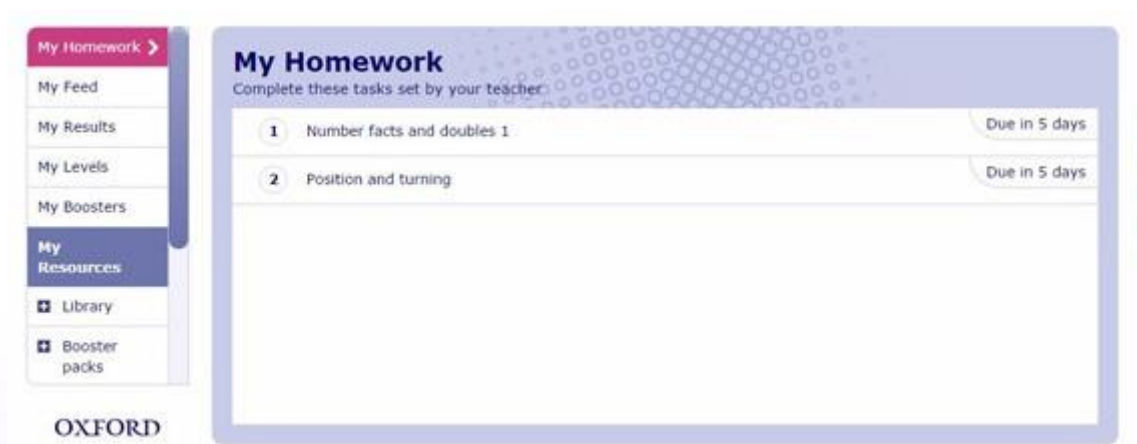 My Homework
My Feed
My Results
My Levels
My Boosters
My
Resources
Library
Booster
packs
OXFORD
My Homework
Complete these tasks set by your teacher
1 Number facts and doubles 1 Due in 5 days
2 Position and turning Due in 5 days